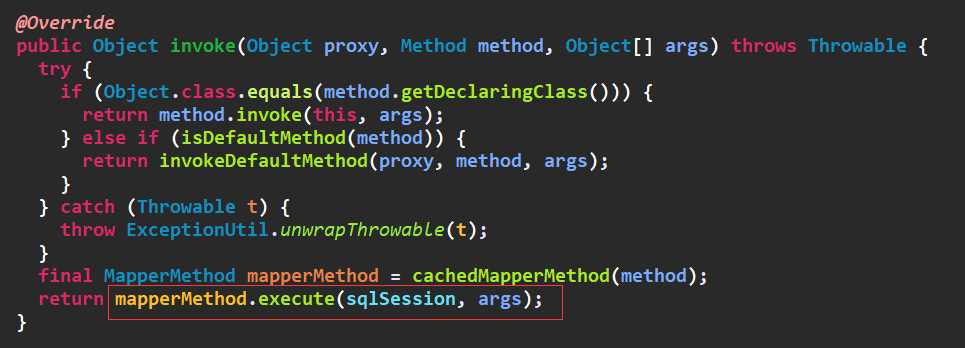 @Override
public Object invoke(Object proxy, Method method, Object[] args) throws Throwable {
  try {
    if (Object.class.equals(method.getDeclaringClass())) {
      return method.invoke(this, args);
    } else if (isDefaultMethod(method)) {
      return invokeDefaultMethod(proxy, method, args);
    }
  } catch (Throwable t) {
    throw ExceptionUtil.unwrapThrowable(t);
  }
  final MapperMethod mapperMethod = cachedMapperMethod(method);
  return mapperMethod.execute(sqlSession, args);
}